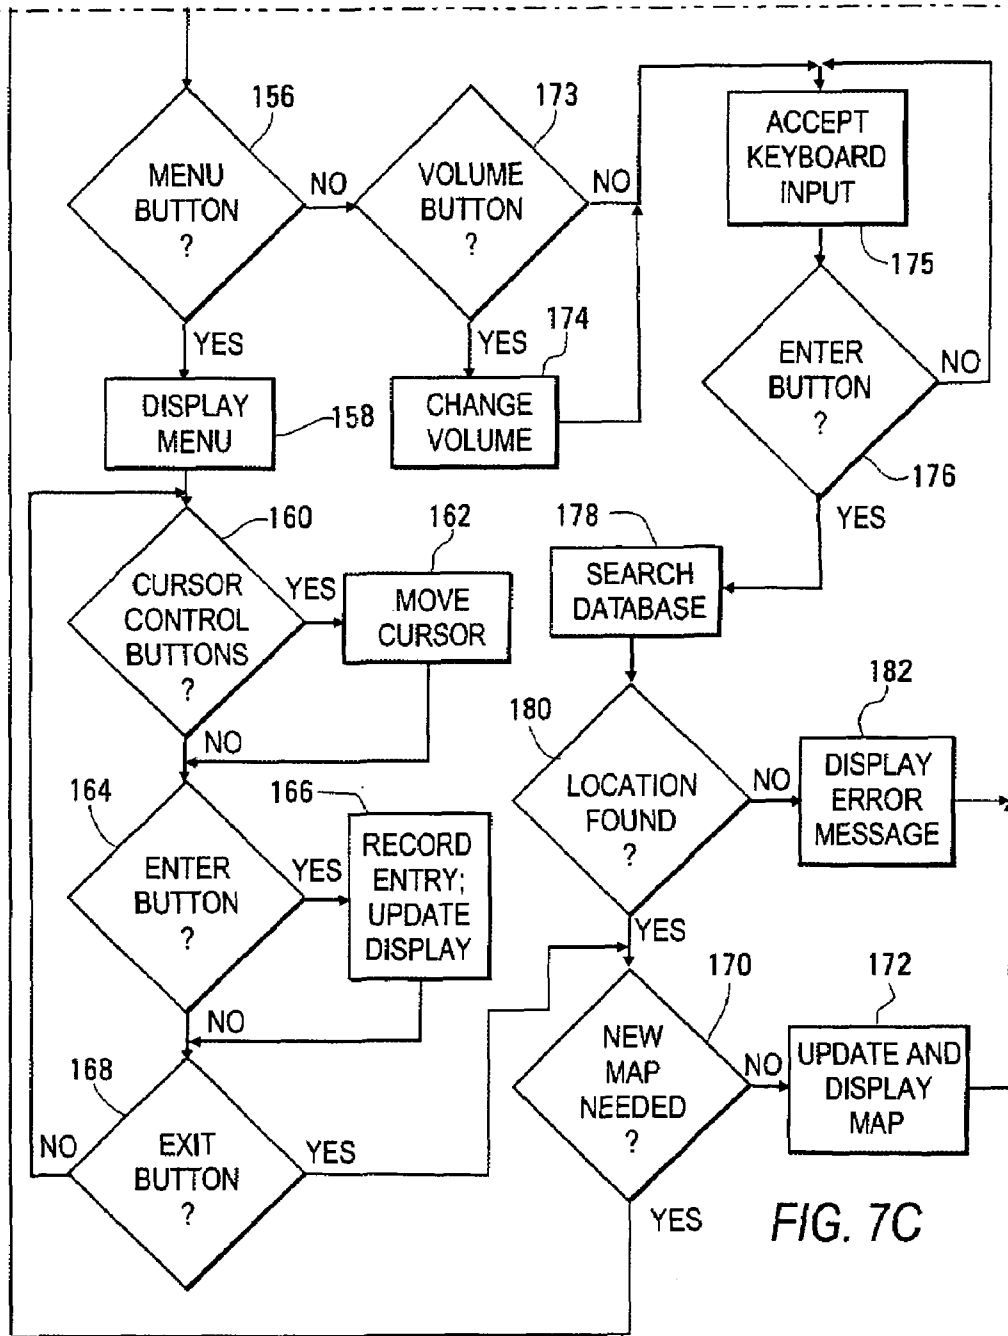 156
MENU
BUTTON
?
NO
YES
173
VOLUME
BUTTON
?
NO
YES
174
CHANGE
VOLUME
ACCEPT
KEYBOARD
INPUT
175
ENTER
BUTTON
?
NO
176
YES
DISPLAY
MENU
158
160
CURSOR
CONTROL
BUTTONS
?
YES
NO
162
MOVE
CURSOR
178
SEARCH
DATABASE
180
LOCATION
FOUND
?
NO
YES
182
DISPLAY
ERROR
MESSAGE
164
ENTER
BUTTON
?
YES
NO
166
RECORD
ENTRY;
UPDATE
DISPLAY
168
EXIT
BUTTON
?
NO
YES
170
NEW
MAP
NEEDED
?
NO
YES
172
UPDATE AND
DISPLAY
MAP
FIG. 7C